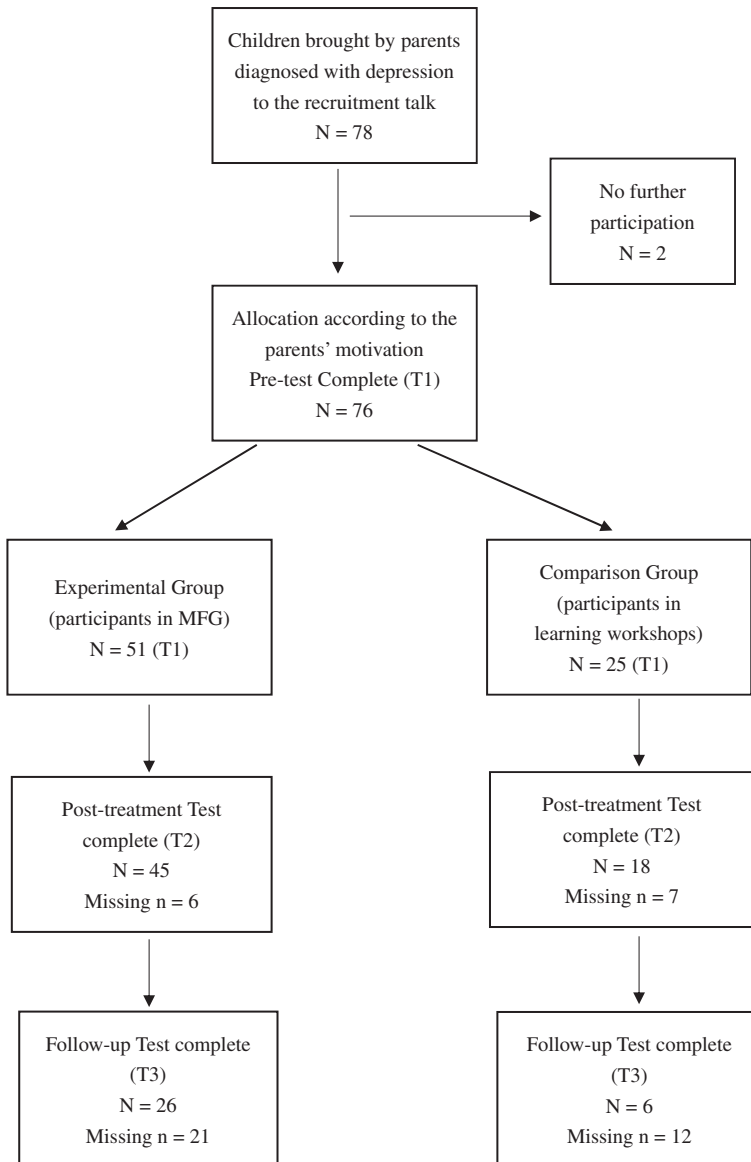 Children brought by parents
diagnosed with depression
to the recruitment talk
N = 78
No further
participation
N = 2
Allocation according to the
parents’ motivation
Pre-test Complete (T1)
N = 76
Experimental Group
(participants in MFG)
N = 51 (T1)
Comparison Group
(participants in
learning workshops)
N = 25 (T1)
Post-treatment Test
complete (T2)
N = 45
Missing n = 6
Post-treatment Test
complete (T2)
N = 18
Missing n = 7
Follow-up Test complete
(T3)
N = 26
Missing n = 21
Follow-up Test complete
(T3)
N = 6
Missing n = 12